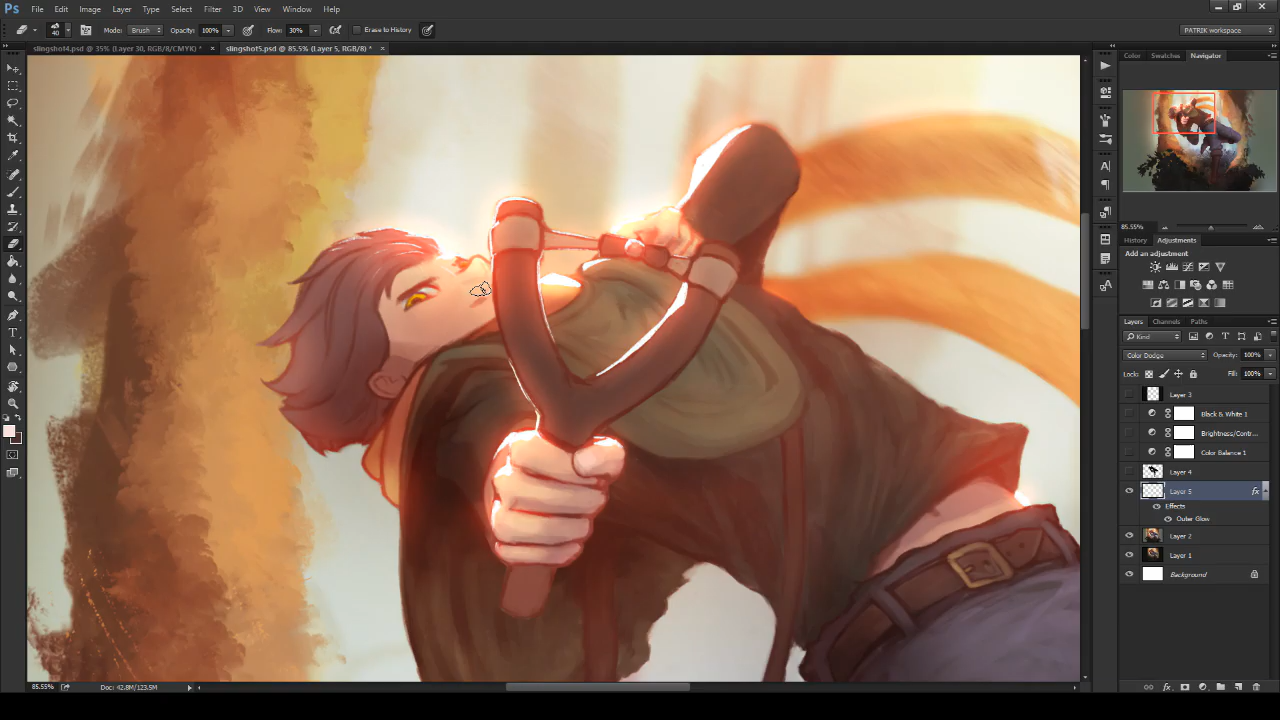 Ps File Edit Image Layer Type Select Filter 3D View Window Help
40 Mode: Brush Opacity: 100% Flow: 38% Erase to History PATRIK workspace
slingshot4.psd @ 35% (Layer 30, RGB/8/CMYK) * × slingshot5.psd @ 85.5% (Layer 5, RGB/8) * ×
Color Swatches Navigator
85.55%
History Adjustments
Add an adjustment
Layers Channels Paths
Kind
Color Dodge Opacity: 100%
Lock: Fill: 100%
Layer 3
Black & White 1
Brightness/Contr...
Color Balance 1
Layer 4
Layer 5 fx
Effects
Outer Glow
Layer 2
Layer 1
Background
85.55% Doc: 42.8M/123.5M